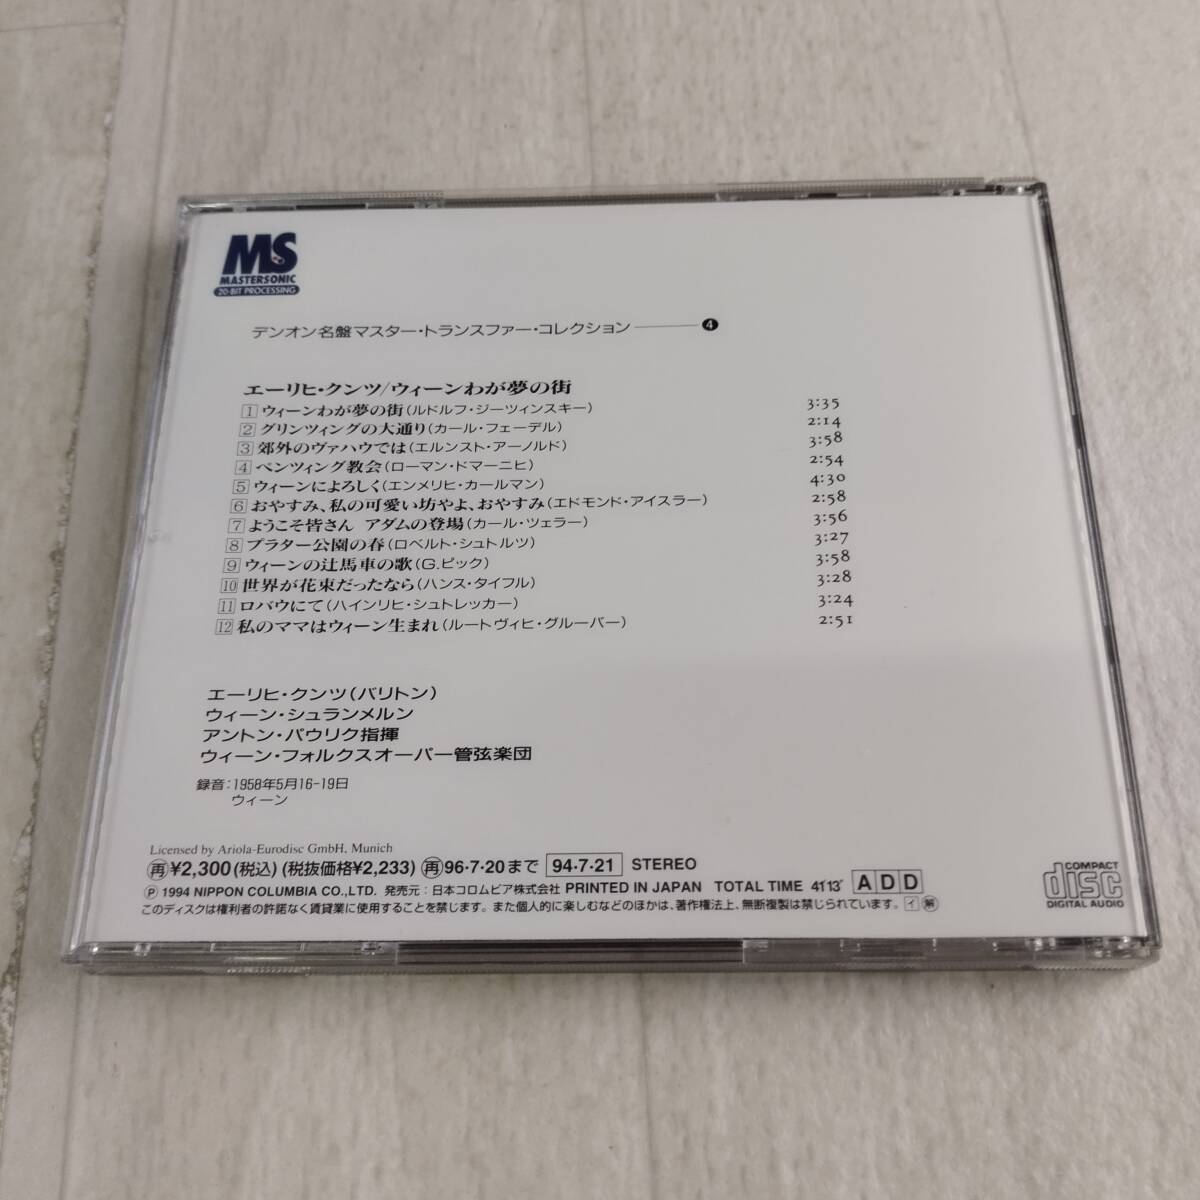 MS
MASTERSONIC
20-BIT PROCESSING
デンオン名盤マスター・トランスファー・コレクション ❹
エーリヒ・クンツ/ウィーンわが夢の街
1 ウィーンわが夢の街(ルドルフ・ジーツィンスキー) 3:35
2 グリンツィングの大通り(カール・フェーデル) 2:14
3 郊外のヴァハウでは(エルンスト・アーノルド) 3:58
4 ペンツィング教会(ローマン・ドマーニヒ) 2:54
5 ウィーンによろしく(エンメリヒ・カールマン) 4:30
6 おやすみ、私の可愛い坊やよ、おやすみ(エドモンド・アイスラー) 2:58
7 ようこそ皆さん アダムの登場(カール・ツェラー) 3:56
8 プラター公園の春(ロベルト・シュトルツ) 3:27
9 ウィーンの辻馬車の歌(G.ピック) 3:58
10 世界が花束だったなら(ハンス・タイフル) 3:28
11 ロバウにて(ハインリヒ・シュトレッカー) 3:24
12 私のママはウィーン生まれ(ルートヴィヒ・グルーバー) 2:51
エーリヒ・クンツ(バリトン)
ウィーン・シュランメルン
アントン・パウリク指揮
ウィーン・フォルクスオーパー管弦楽団
録音:1958年5月16-19日
ウィーン
Licensed by Ariola-Eurodisc GmbH, Munich
㊢¥2,300(税込)(税抜価格¥2,233) 再96・7・20まで 94・7・21 STEREO
Ⓟ 1994 NIPPON COLUMBIA CO.,LTD. 発売元:日本コロムビア株式会社 PRINTED IN JAPAN TOTAL TIME 41'13" A D D
このディスクは権利者の許諾なく賃貸業に使用することを禁じます。また個人的に楽しむなどのほかは、著作権法上、無断複製は禁じられています。イ 解
COMPACT
disc
DIGITAL AUDIO